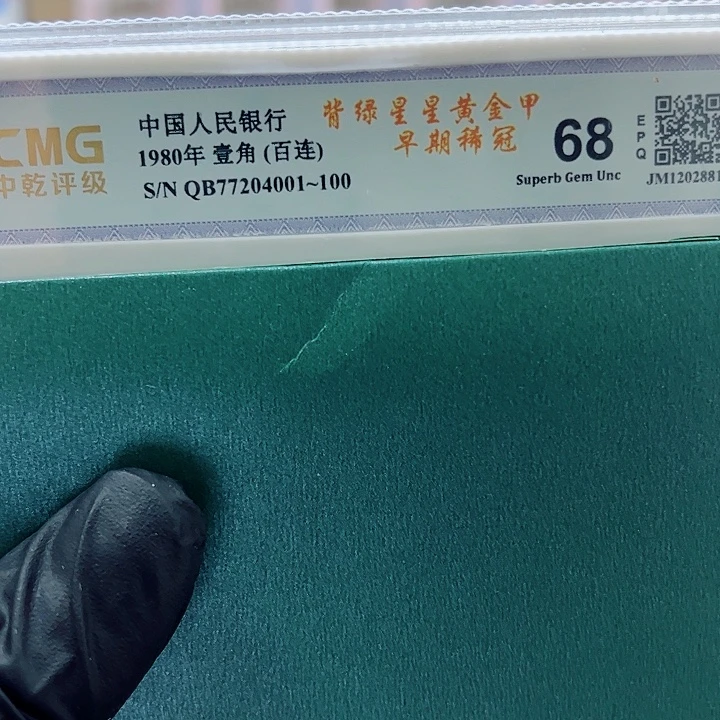 CMG
中乾评级
中国人民银行
1980年 壹角 (百连)
S/N QB77204001~100
背绿星星黄金甲
早期稀冠
68
Superb Gem Unc
EPQ
JM1202881